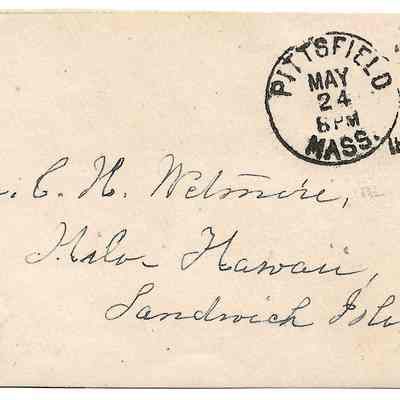 PITTSFIELD
MAY
24
6PM
MASS.
. C. H. Wetmore,
Hilo- Hawaii,
Sandwich Isl